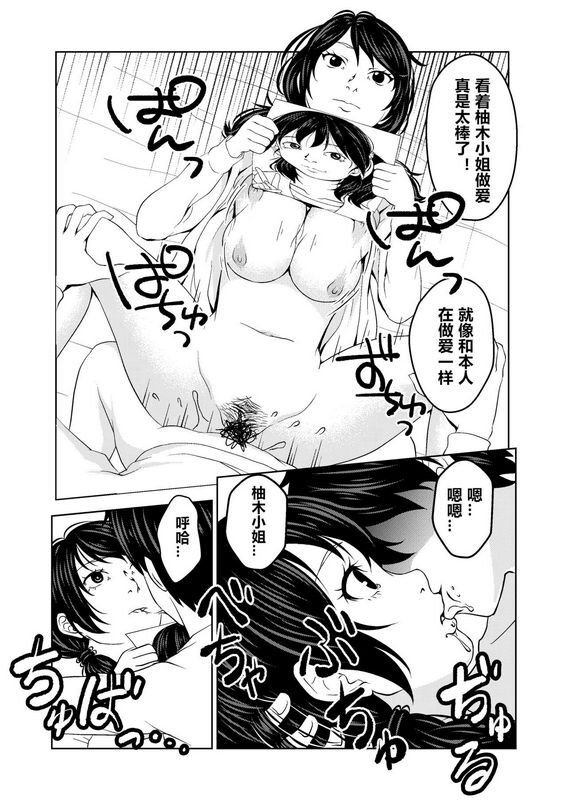 看着柚木小姐做爱
真是太棒了！
ぱんっ
ぱんっ
ぱちゅっ
就像和本人
在做爱一样
ぱちゅっ
嗯…
嗯嗯…
ぢゅる
ぶちゅ
べちゃ
柚木小姐…
呼哈…
ちゅばっ…